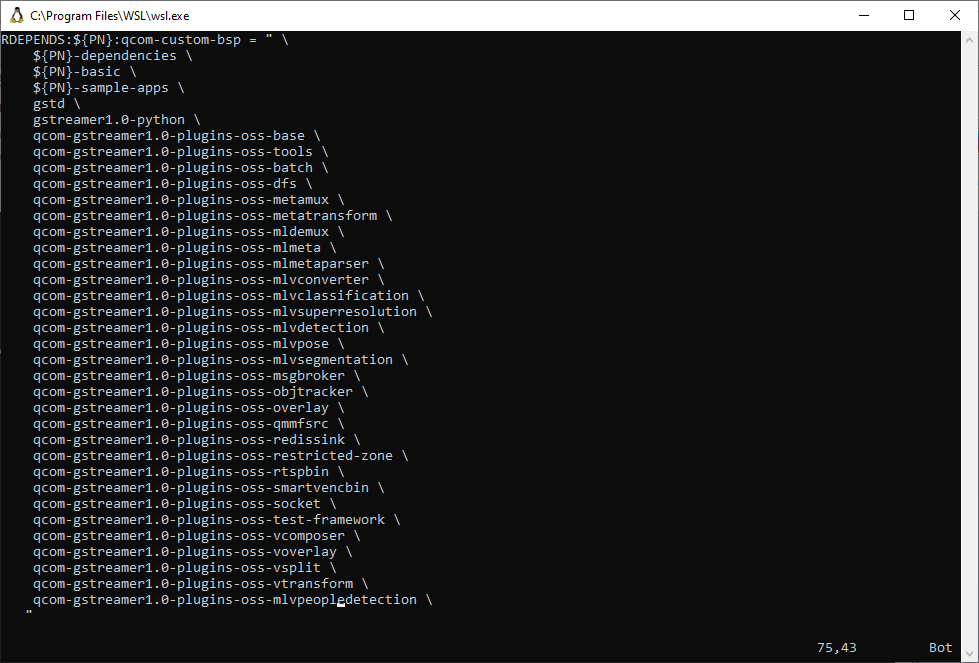 C:\Program Files\WSL\wsl.exe
RDEPENDS:${PN}:qcom-custom-bsp = " \
    ${PN}-dependencies \
    ${PN}-basic \
    ${PN}-sample-apps \
    gstd \
    gstreamer1.0-python \
    qcom-gstreamer1.0-plugins-oss-base \
    qcom-gstreamer1.0-plugins-oss-tools \
    qcom-gstreamer1.0-plugins-oss-batch \
    qcom-gstreamer1.0-plugins-oss-dfs \
    qcom-gstreamer1.0-plugins-oss-metamux \
    qcom-gstreamer1.0-plugins-oss-metatransform \
    qcom-gstreamer1.0-plugins-oss-mldemux \
    qcom-gstreamer1.0-plugins-oss-mlmeta \
    qcom-gstreamer1.0-plugins-oss-mlmetaparser \
    qcom-gstreamer1.0-plugins-oss-mlvconverter \
    qcom-gstreamer1.0-plugins-oss-mlvclassification \
    qcom-gstreamer1.0-plugins-oss-mlvsuperresolution \
    qcom-gstreamer1.0-plugins-oss-mlvdetection \
    qcom-gstreamer1.0-plugins-oss-mlvpose \
    qcom-gstreamer1.0-plugins-oss-mlvsegmentation \
    qcom-gstreamer1.0-plugins-oss-msgbroker \
    qcom-gstreamer1.0-plugins-oss-objtracker \
    qcom-gstreamer1.0-plugins-oss-overlay \
    qcom-gstreamer1.0-plugins-oss-qmmfsrc \
    qcom-gstreamer1.0-plugins-oss-redissink \
    qcom-gstreamer1.0-plugins-oss-restricted-zone \
    qcom-gstreamer1.0-plugins-oss-rtspbin \
    qcom-gstreamer1.0-plugins-oss-smartvencbin \
    qcom-gstreamer1.0-plugins-oss-socket \
    qcom-gstreamer1.0-plugins-oss-test-framework \
    qcom-gstreamer1.0-plugins-oss-vcomposer \
    qcom-gstreamer1.0-plugins-oss-voverlay \
    qcom-gstreamer1.0-plugins-oss-vsplit \
    qcom-gstreamer1.0-plugins-oss-vtransform \
    qcom-gstreamer1.0-plugins-oss-mlvpeopledetection \
   "
75,43 Bot